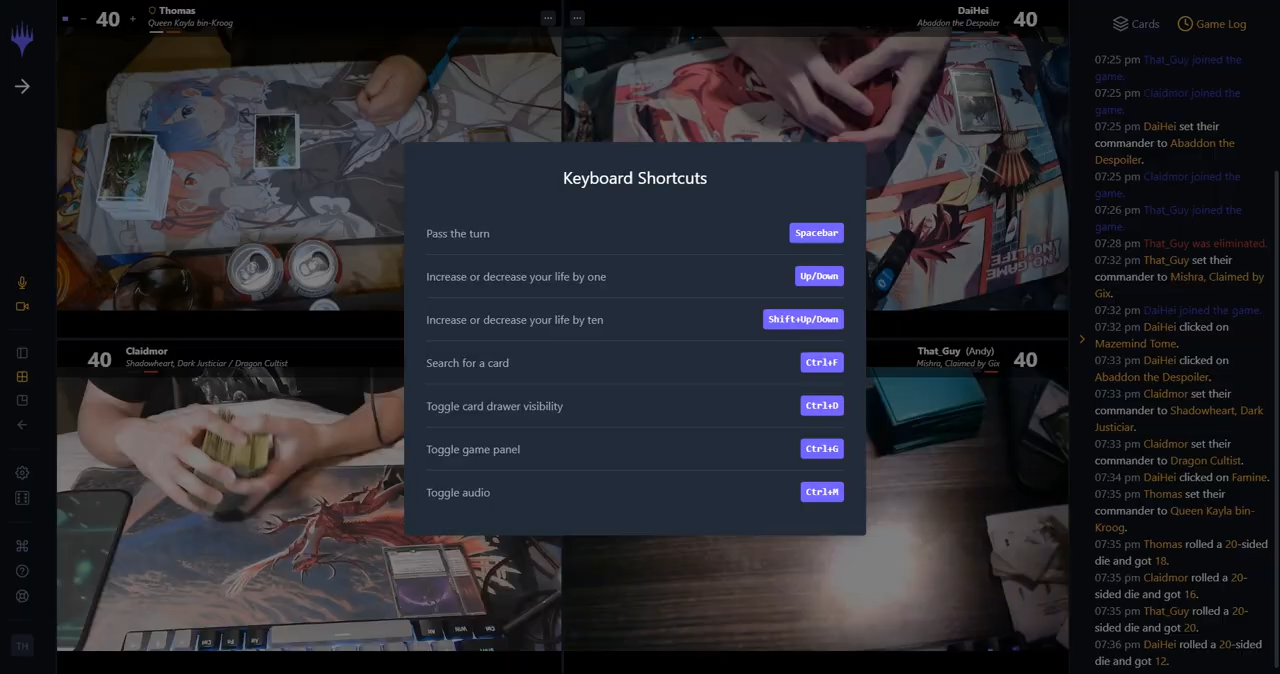 40
Thomas
Queen Kayla bin-Kroog
DaiHei
Abaddon the Despoiler
40
Cards
Game Log
Keyboard Shortcuts
Pass the turn
Spacebar
Increase or decrease your life by one
Up/Down
Increase or decrease your life by ten
Shift+Up/Down
Search for a card
Ctrl+F
Toggle card drawer visibility
Ctrl+D
Toggle game panel
Ctrl+G
Toggle audio
Ctrl+M
40
Claidmor
Shadowheart, Dark Justiciar / Dragon Cultist
That_Guy (Andy)
Mishra, Claimed by Gix
40
NO GAME
NO LIFE
Ctrl
Fn
Alt
Alt
Win
Ctrl
TH
07:25 pm That_Guy joined the
game.
07:25 pm Claidmor joined the
game.
07:25 pm DaiHei set their
commander to Abaddon the
Despoiler.
07:25 pm Claidmor joined the
game.
07:26 pm That_Guy joined the
game.
07:28 pm That_Guy was eliminated.
07:32 pm That_Guy set their
commander to Mishra, Claimed by
Gix.
07:32 pm DaiHei joined the game.
07:32 pm DaiHei clicked on
Mazemind Tome.
07:33 pm DaiHei clicked on
Abaddon the Despoiler.
07:33 pm Claidmor set their
commander to Shadowheart, Dark
Justiciar.
07:33 pm Claidmor set their
commander to Dragon Cultist.
07:34 pm DaiHei clicked on Famine.
07:35 pm Thomas set their
commander to Queen Kayla bin-
Kroog.
07:35 pm Thomas rolled a 20-sided
die and got 18.
07:35 pm Claidmor rolled a 20-
sided die and got 16.
07:35 pm That_Guy rolled a 20-
sided die and got 20.
07:36 pm DaiHei rolled a 20-sided
die and got 12.